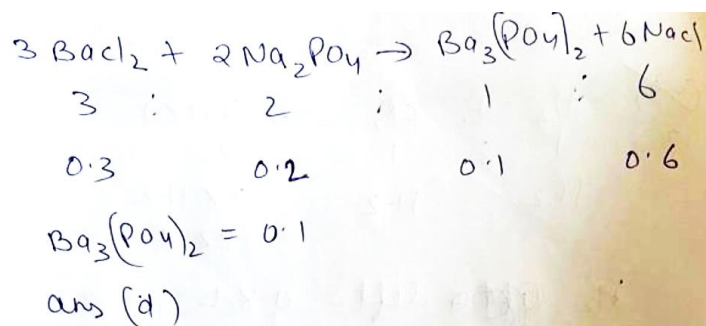 3 BaCl2 + 2 Na2PO4 → Ba3(PO4)2 + 6 NaCl
3 : 2 : 1 : 6
0.3 0.2 0.1 0.6
Ba3(PO4)2 = 0.1
ans (d)